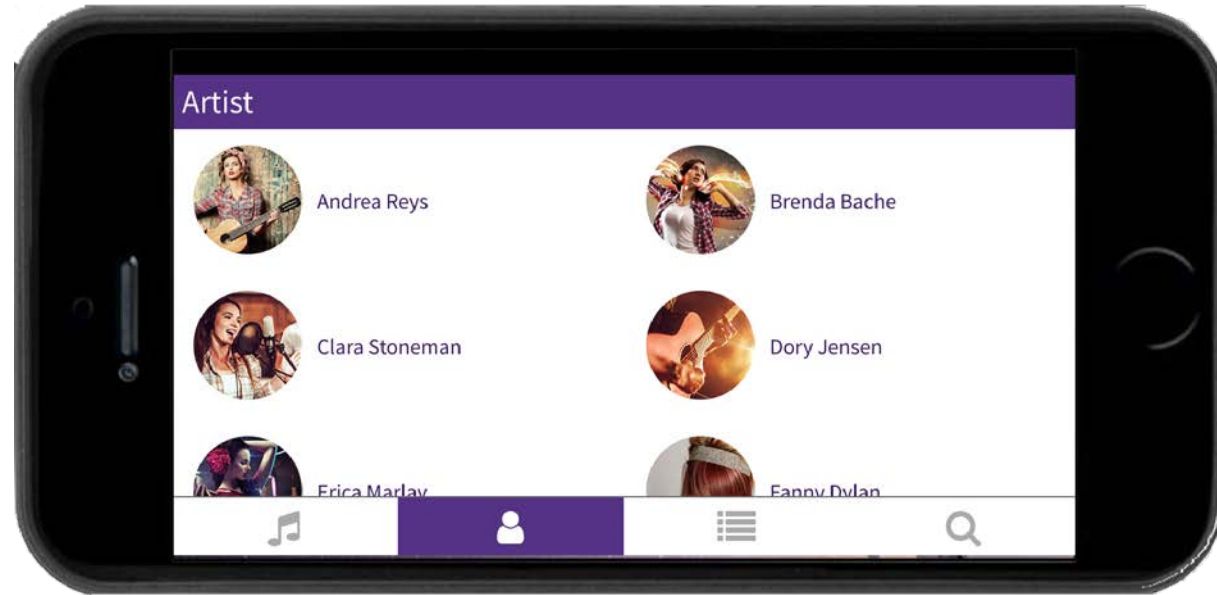 Artist
Andrea Reys
Brenda Bache
Clara Stoneman
Dory Jensen
Erica Marlay
Fanny Dylan